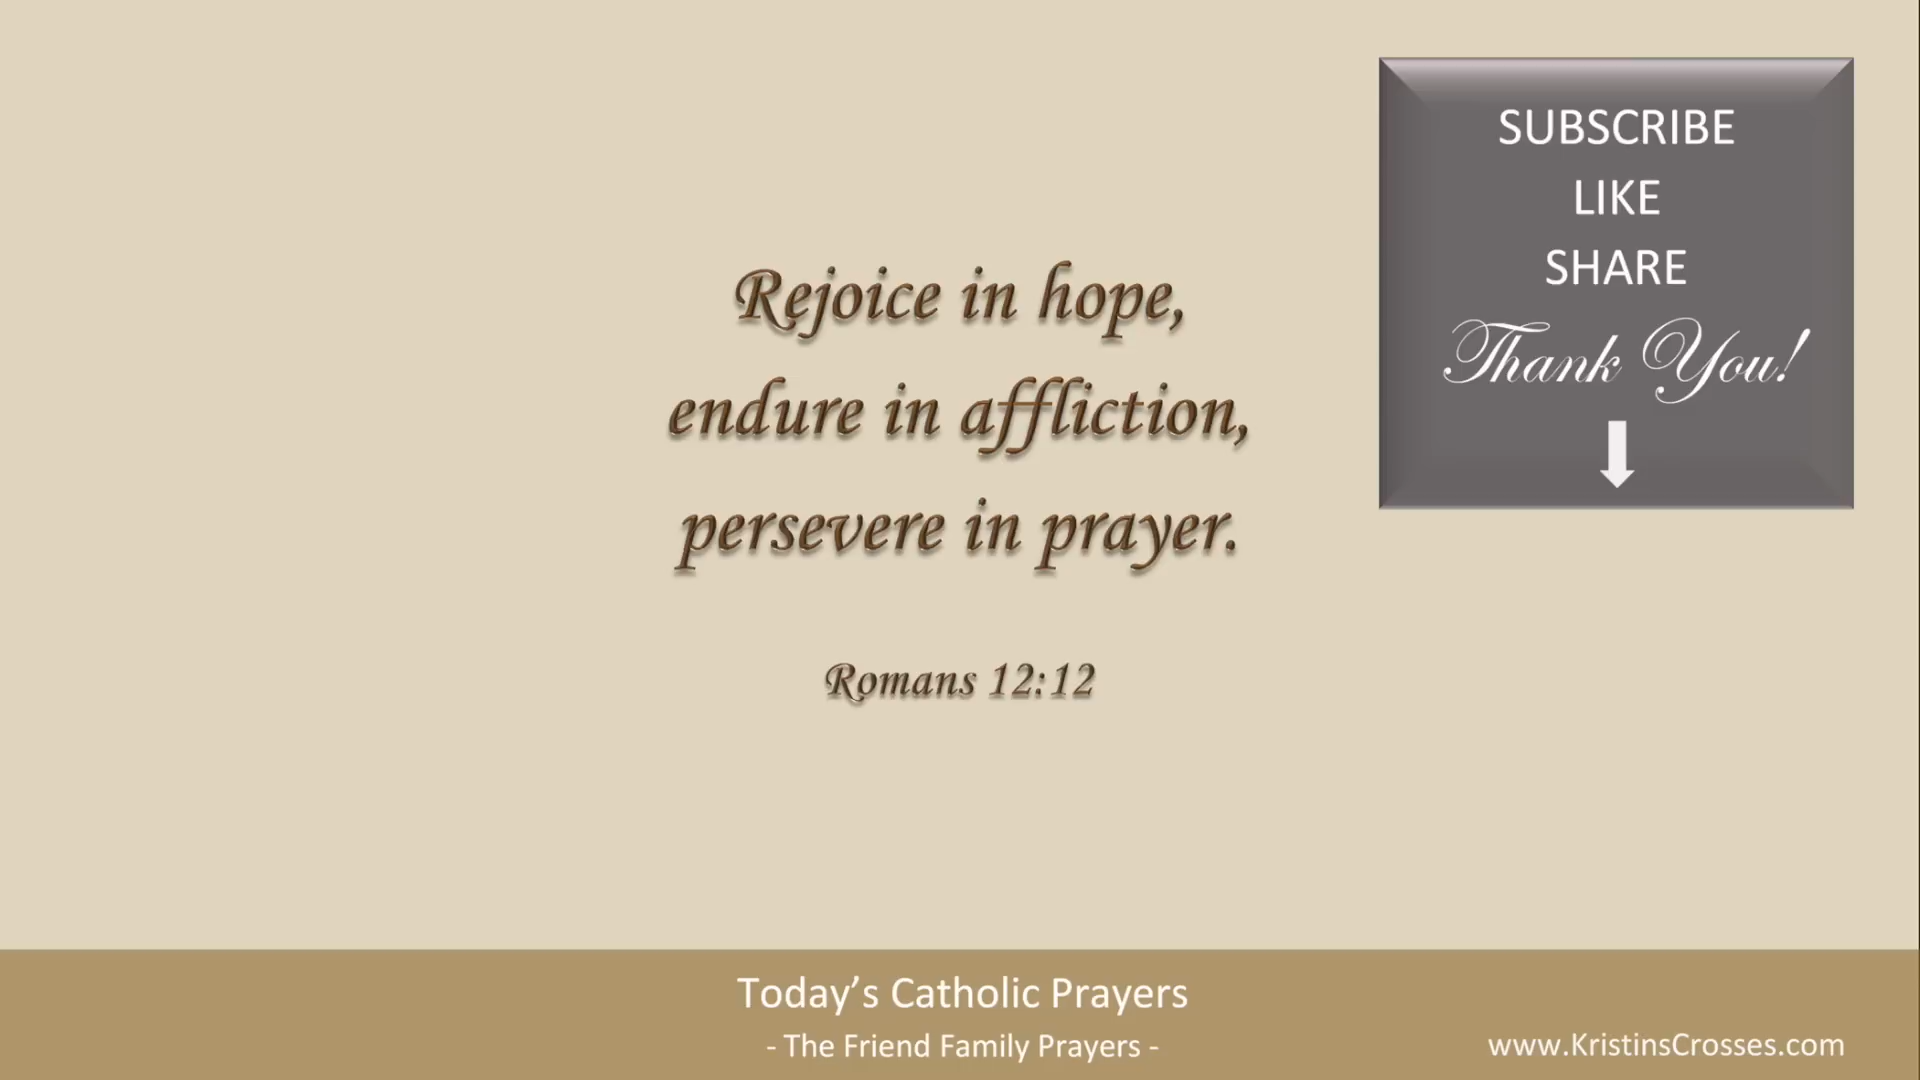 Rejoice in hope,
endure in affliction,
persevere in prayer.
Romans 12:12
SUBSCRIBE
LIKE
SHARE
Thank You!
Today’s Catholic Prayers
- The Friend Family Prayers -
www.KristinsCrosses.com